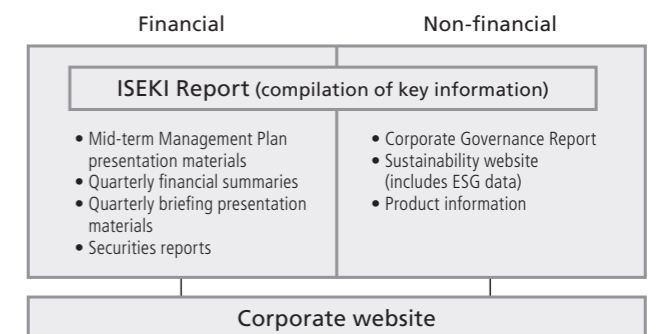 Financial
Non-financial
ISEKI Report (compilation of key information)
• Mid-term Management Plan
presentation materials
• Quarterly financial summaries
• Quarterly briefing presentation
materials
• Securities reports
• Corporate Governance Report
• Sustainability website
(includes ESG data)
• Product information
Corporate website